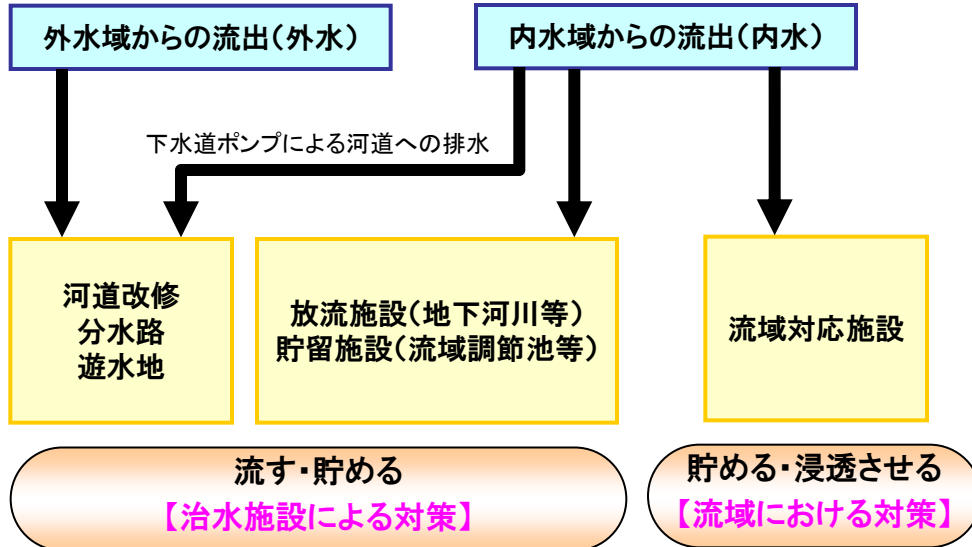 外水域からの流出(外水)
内水域からの流出(内水)
下水道ポンプによる河道への排水
河道改修
分水路
遊水地
放流施設(地下河川等)
貯留施設(流域調節池等)
流域対応施設
流す・貯める
【治水施設による対策】
貯める・浸透させる
【流域における対策】